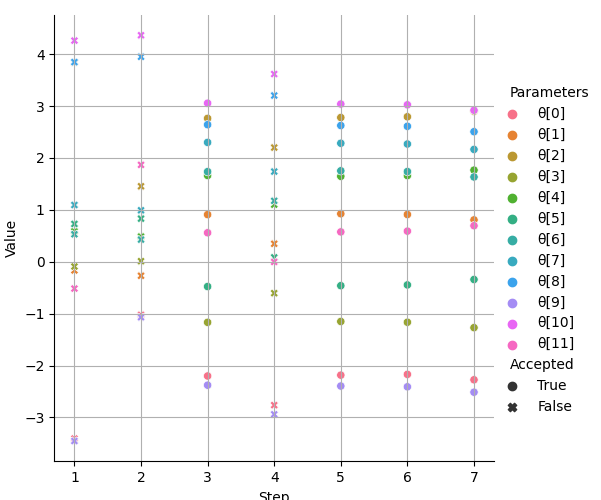 4
3
2
1
0
−1
−2
−3
Value
1 2 3 4 5 6 7
Step
Parameters
θ[0]
θ[1]
θ[2]
θ[3]
θ[4]
θ[5]
θ[6]
θ[7]
θ[8]
θ[9]
θ[10]
θ[11]
Accepted
True
False